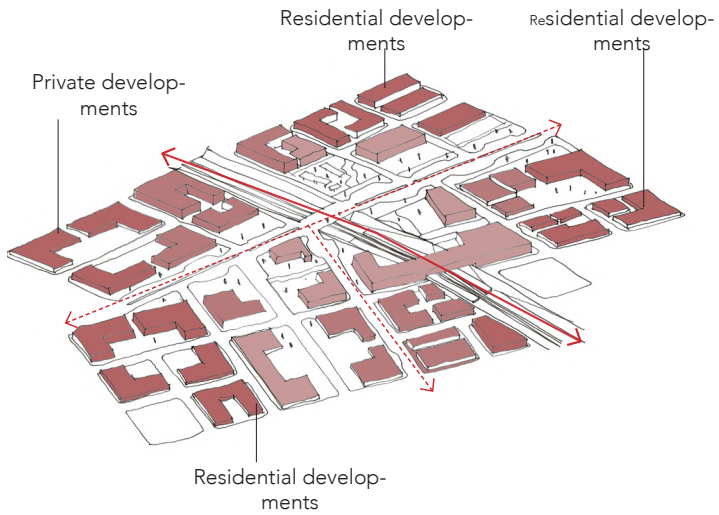 Residential develop-
ments
Residential develop-
ments
Private develop-
ments
Residential develop-
ments